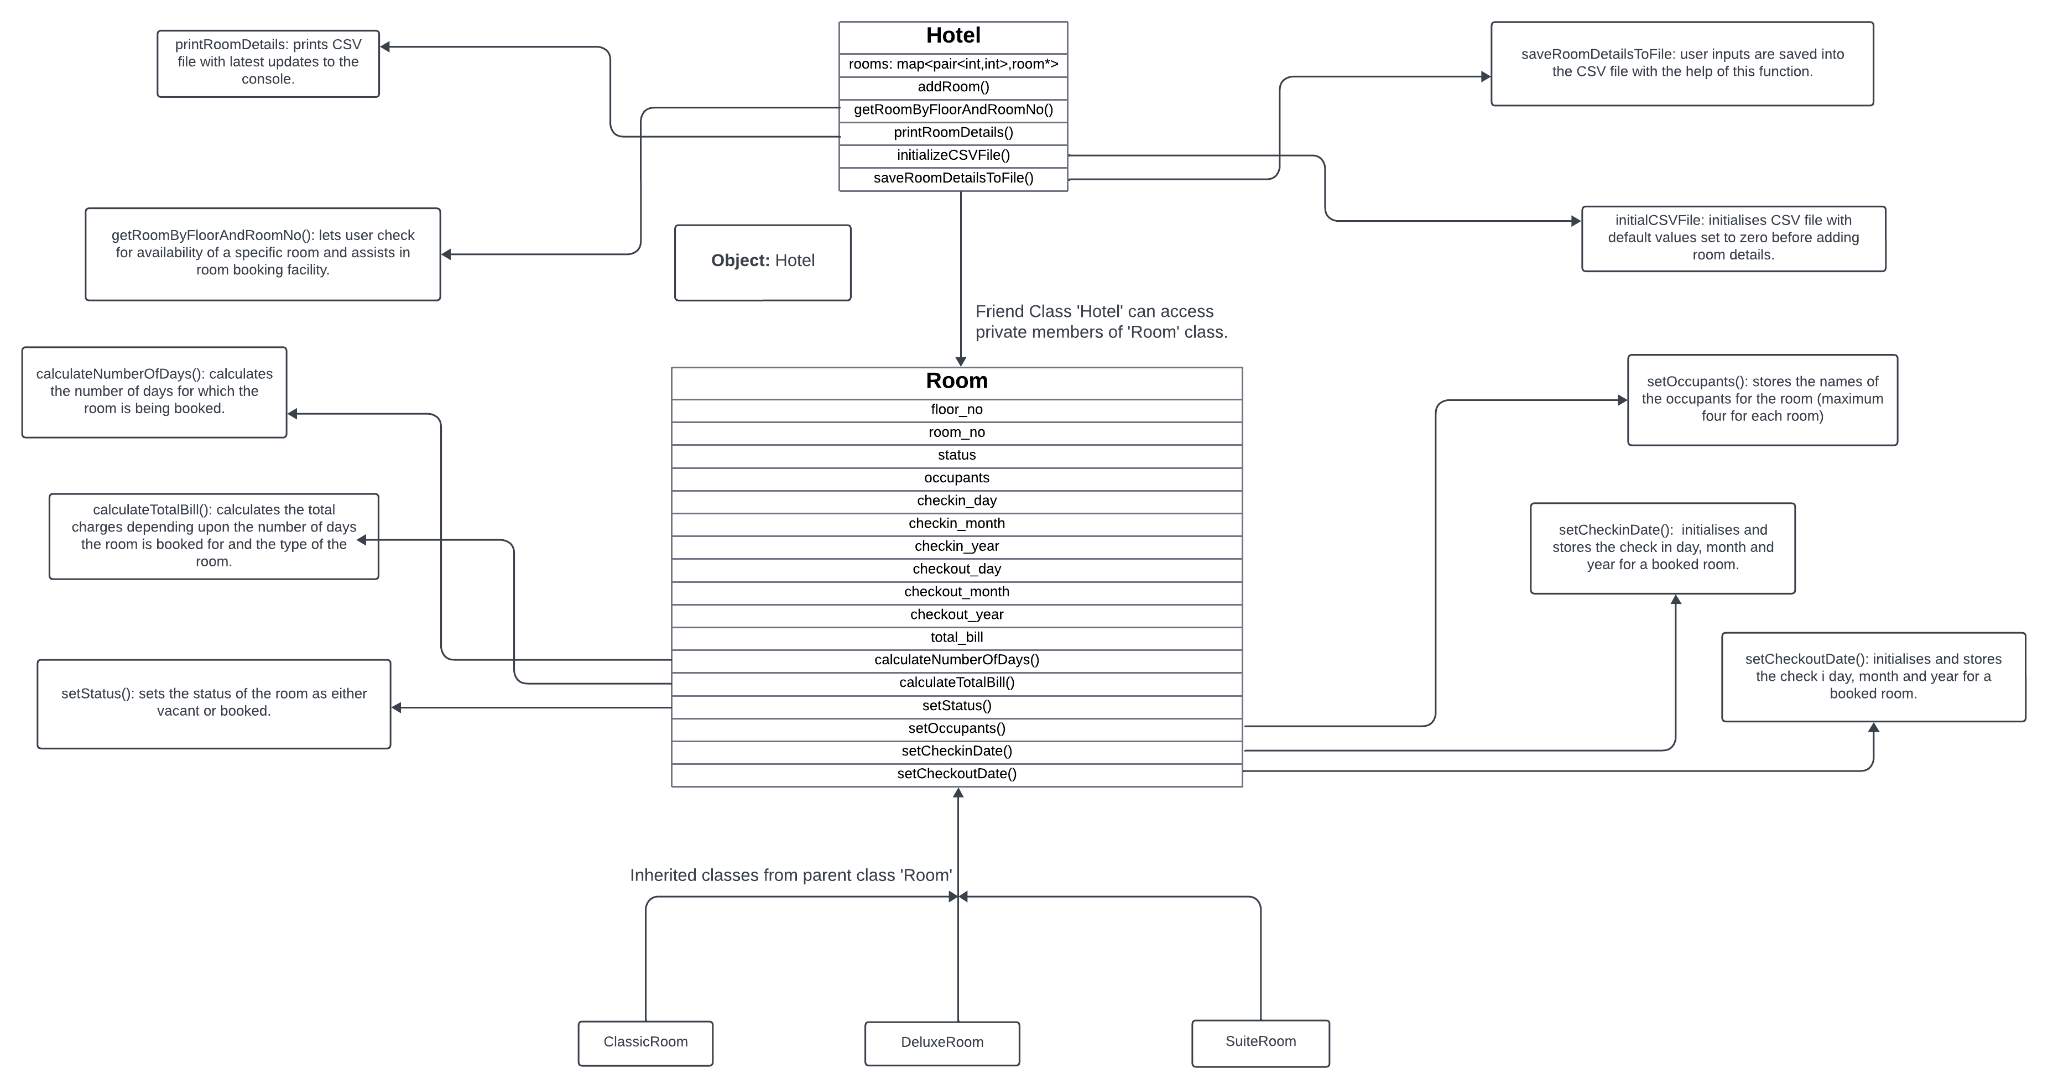 Hotel
rooms: map<pair<int,int>,room*>
addRoom()
getRoomByFloorAndRoomNo()
printRoomDetails()
initializeCSVFile()
saveRoomDetailsToFile()
printRoomDetails: prints CSV
file with latest updates to the
console.
saveRoomDetailsToFile: user inputs are saved into
the CSV file with the help of this function.
getRoomByFloorAndRoomNo(): lets user check
for availability of a specific room and assists in
room booking facility.
Object: Hotel
initialCSVFile: initialises CSV file with
default values set to zero before adding
room details.
Friend Class 'Hotel' can access
private members of 'Room' class.
calculateNumberOfDays(): calculates
the number of days for which the
room is being booked.
calculateTotalBill(): calculates the total
charges depending upon the number of days
the room is booked for and the type of the
room.
setStatus(): sets the status of the room as either
vacant or booked.
Room
floor_no
room_no
status
occupants
checkin_day
checkin_month
checkin_year
checkout_day
checkout_month
checkout_year
total_bill
calculateNumberOfDays()
calculateTotalBill()
setStatus()
setOccupants()
setCheckinDate()
setCheckoutDate()
setOccupants(): stores the names of
the occupants for the room (maximum
four for each room)
setCheckinDate():  initialises and
stores the check in day, month and
year for a booked room.
setCheckoutDate(): initialises and stores
the check i day, month and year for a
booked room.
Inherited classes from parent class 'Room'
ClassicRoom
DeluxeRoom
SuiteRoom